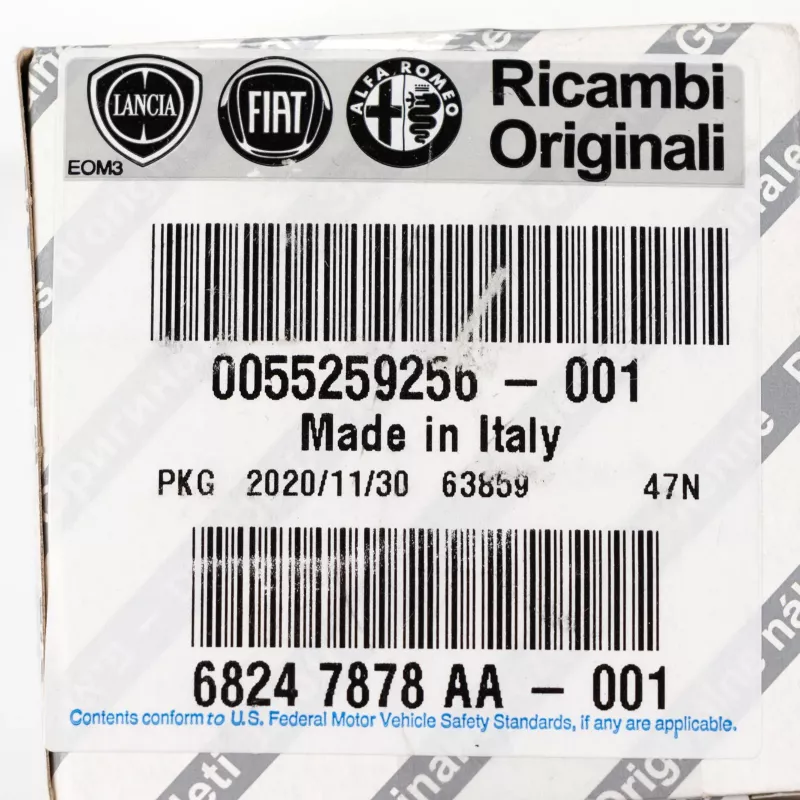 LANCIA
FIAT
ALFA ROMEO
Ricambi
Originali
EOM3
0055259256 - 001
Made in Italy
PKG 2020/11/30 63859 47N
6824 7878 AA - 001
Contents conform to U.S. Federal Motor Vehicle Safety Standards, if any are applicable.